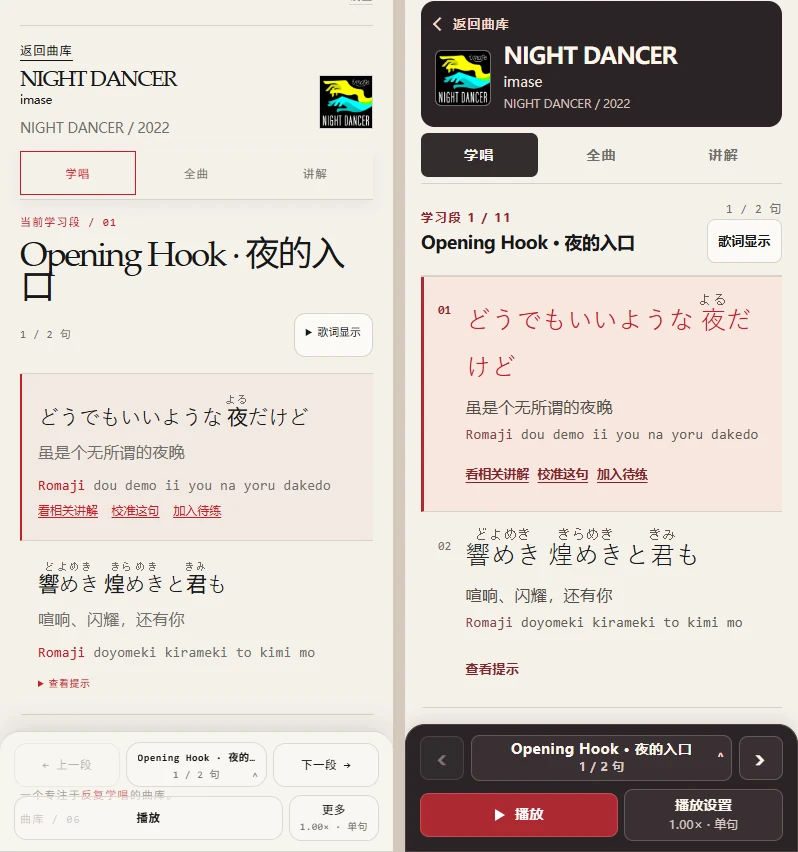 返回曲库
NIGHT DANCER
imase
NIGHT DANCER / 2022
imase
NIGHT DANCER
学唱
全曲
讲解
当前学习段 / 01
Opening Hook · 夜的入口
1 / 2 句
▶ 歌词显示
よる
どうでもいいような 夜だけど
虽是个无所谓的夜晚
Romaji dou demo ii you na yoru dakedo
看相关讲解 校准这句 加入待练
どよめき きらめき きみ
響めき 煌めきと君も
喧响、闪耀，还有你
Romaji doyomeki kirameki to kimi mo
▶ 查看提示
← 上一段
Opening Hook · 夜的…
1 / 2 句 ^
下一段 →
一个专注于反复学唱的曲库。
曲库 / 06
播放
更多
1.00× · 单句
返回曲库
NIGHT DANCER
imase
NIGHT DANCER / 2022
imase
NIGHT DANCER
学唱
全曲
讲解
学习段 1 / 11
1 / 2 句
Opening Hook • 夜的入口
歌词显示
01
よる
どうでもいいような 夜だ
けど
虽是个无所谓的夜晚
Romaji dou demo ii you na yoru dakedo
看相关讲解 校准这句 加入待练
02
どよめき きらめき きみ
響めき 煌めきと君も
喧响、闪耀，还有你
Romaji doyomeki kirameki to kimi mo
查看提示
‹
Opening Hook • 夜的入口 ^
1 / 2 句
›
▶ 播放
播放设置
1.00× · 单句